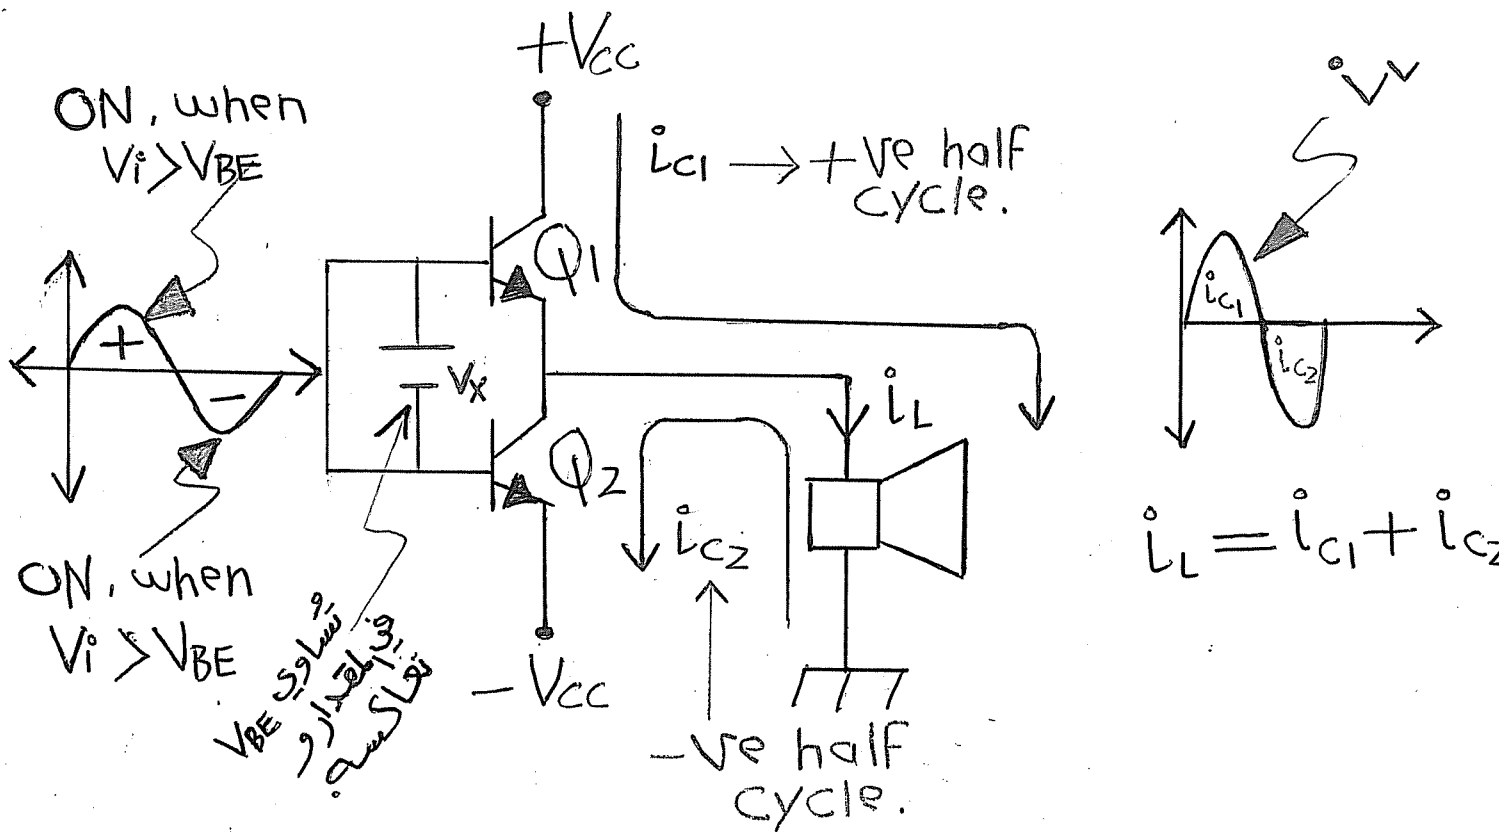 +VCC
ON, when
Vi>VBE
iC1 → +ve half
cycle.
iv
Q1
+
-
Vx
iL
iC1
iC2
Q2
iC2
iL = iC1 + iC2
ON, when
Vi > VBE
تساوي VBE
في المقدار و
تعاكسه
- VCC
-ve half
cycle.